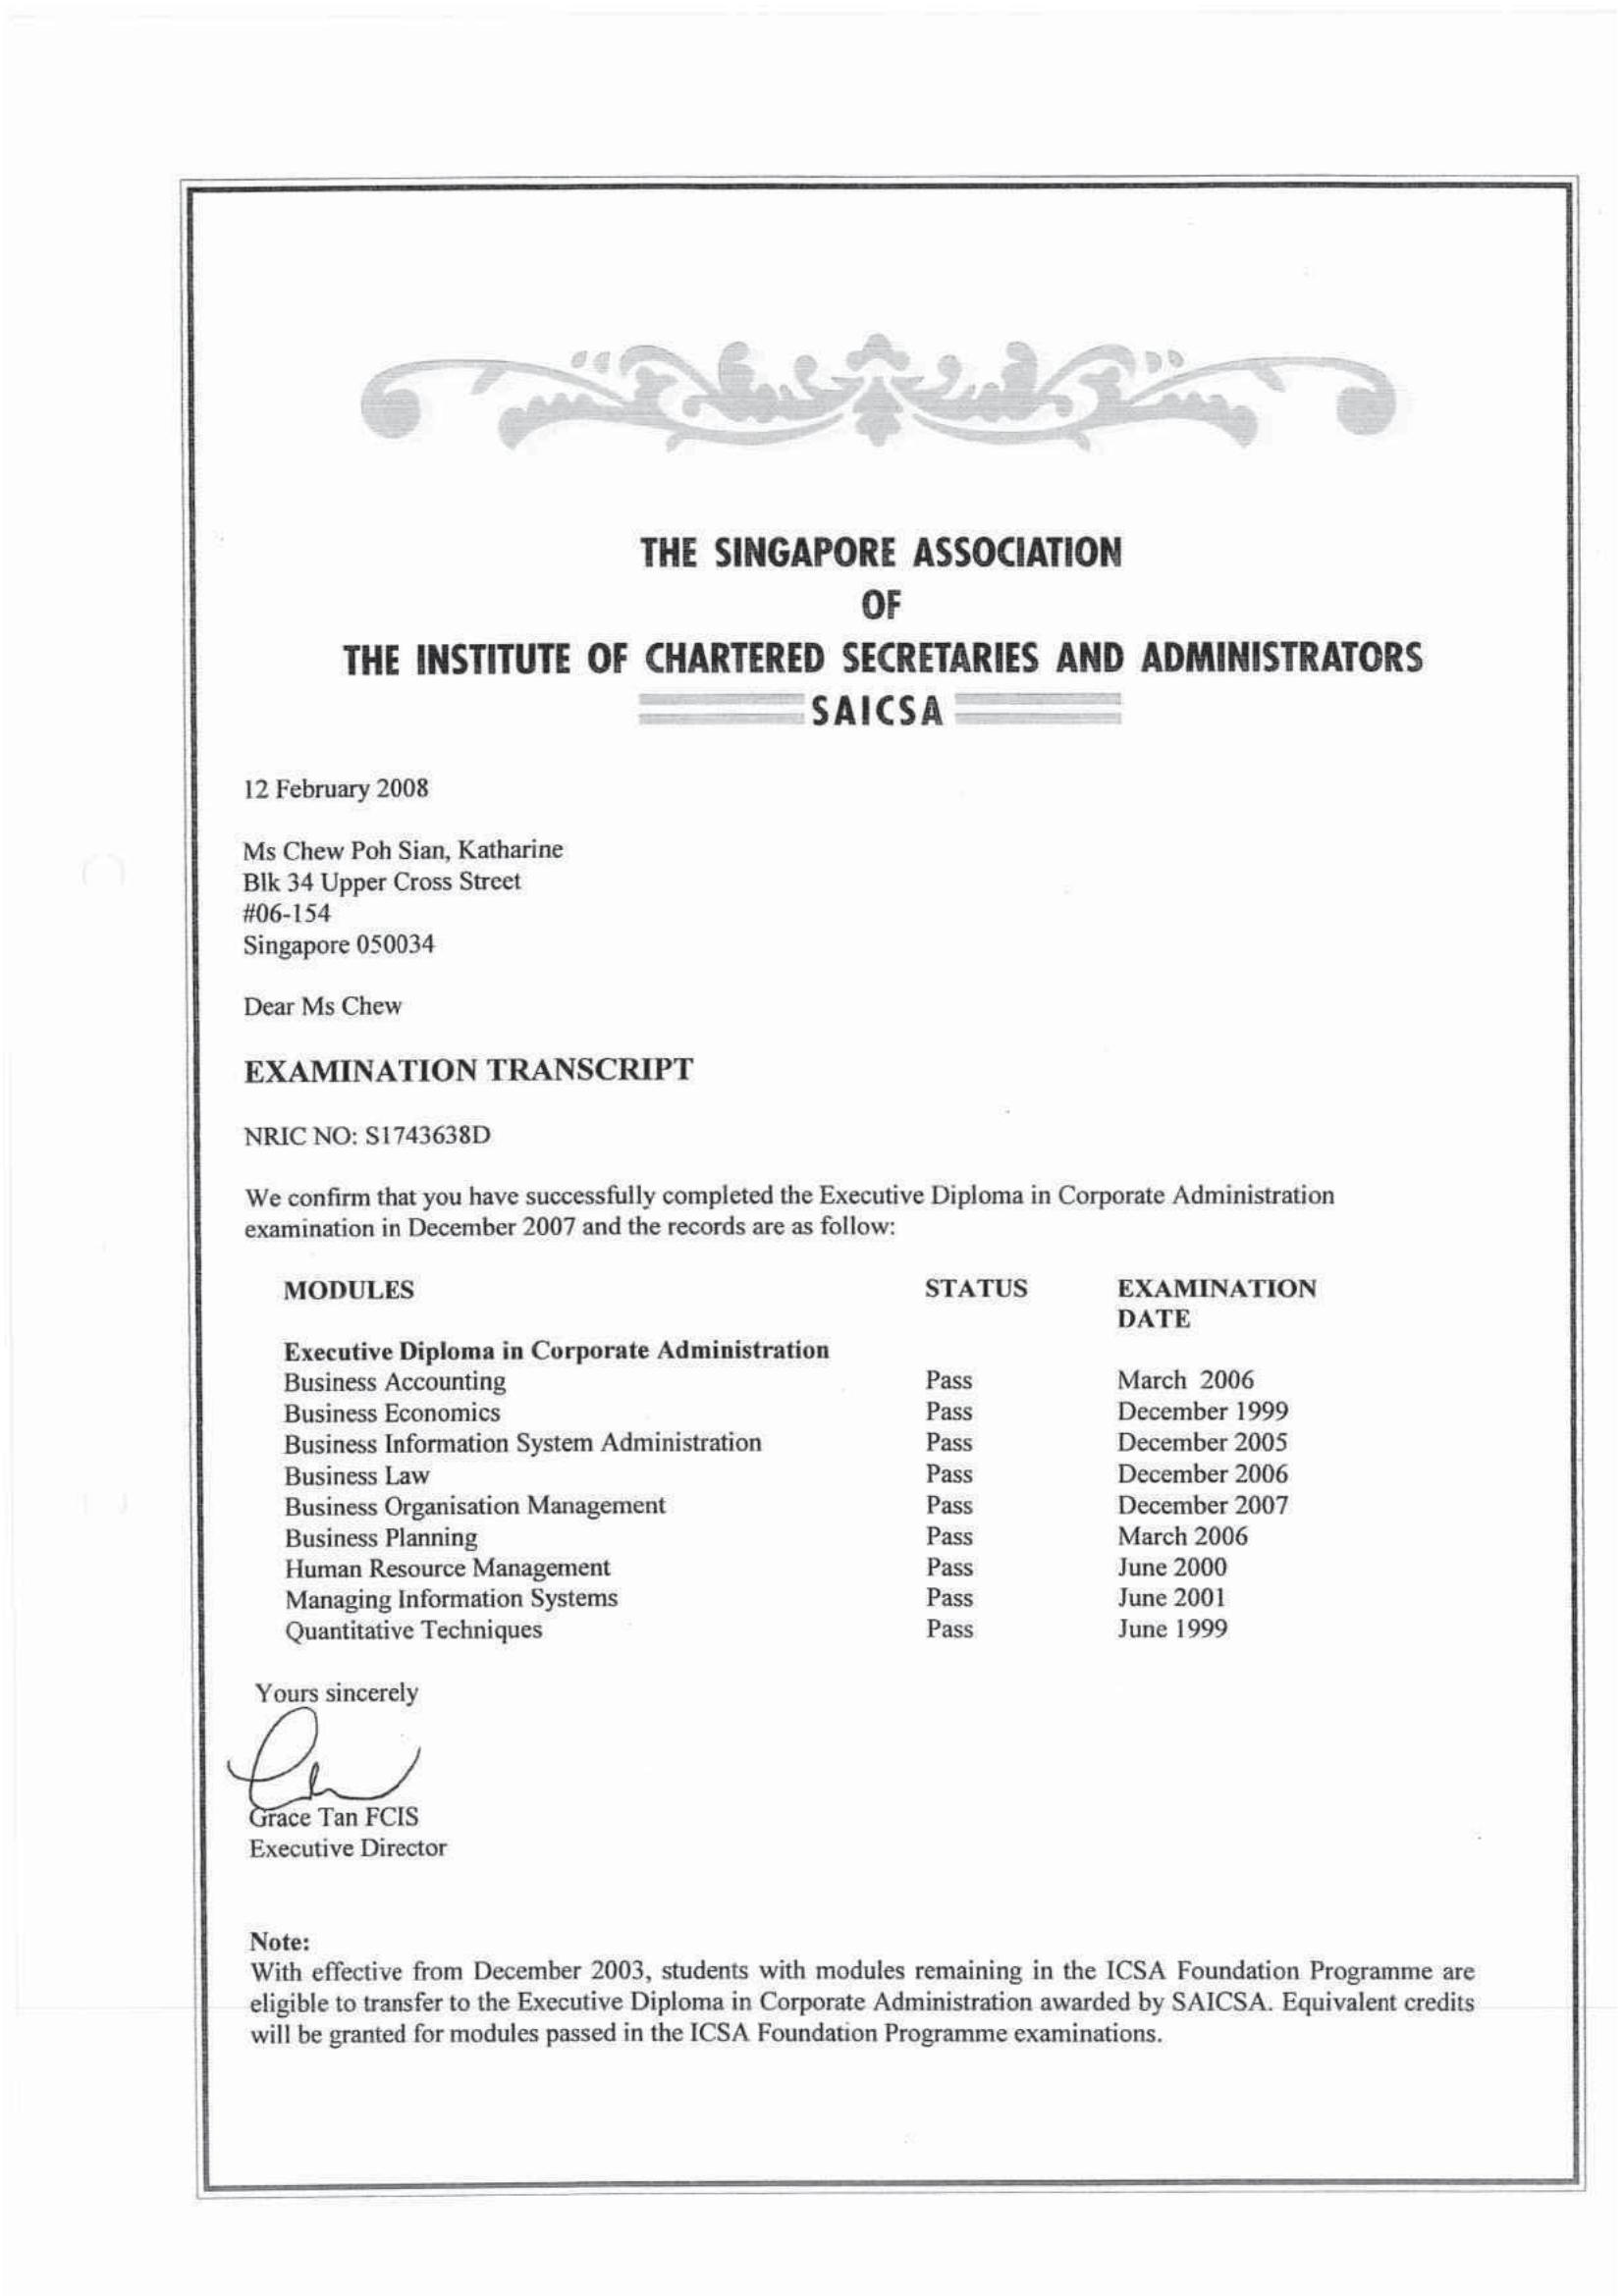 THE SINGAPORE ASSOCIATION
OF
THE INSTITUTE OF CHARTERED SECRETARIES AND ADMINISTRATORS
SAICSA
12 February 2008
Ms Chew Poh Sian, Katharine
Blk 34 Upper Cross Street
#06-154
Singapore 050034
Dear Ms Chew
EXAMINATION TRANSCRIPT
NRIC NO: S1743638D
We confirm that you have successfully completed the Executive Diploma in Corporate Administration
examination in December 2007 and the records are as follow:
MODULES STATUS EXAMINATION
DATE
Executive Diploma in Corporate Administration
Business Accounting Pass March 2006
Business Economics Pass December 1999
Business Information System Administration Pass December 2005
Business Law Pass December 2006
Business Organisation Management Pass December 2007
Business Planning Pass March 2006
Human Resource Management Pass June 2000
Managing Information Systems Pass June 2001
Quantitative Techniques Pass June 1999
Yours sincerely
Grace Tan FCIS
Executive Director
Note:
With effective from December 2003, students with modules remaining in the ICSA Foundation Programme are
eligible to transfer to the Executive Diploma in Corporate Administration awarded by SAICSA. Equivalent credits
will be granted for modules passed in the ICSA Foundation Programme examinations.